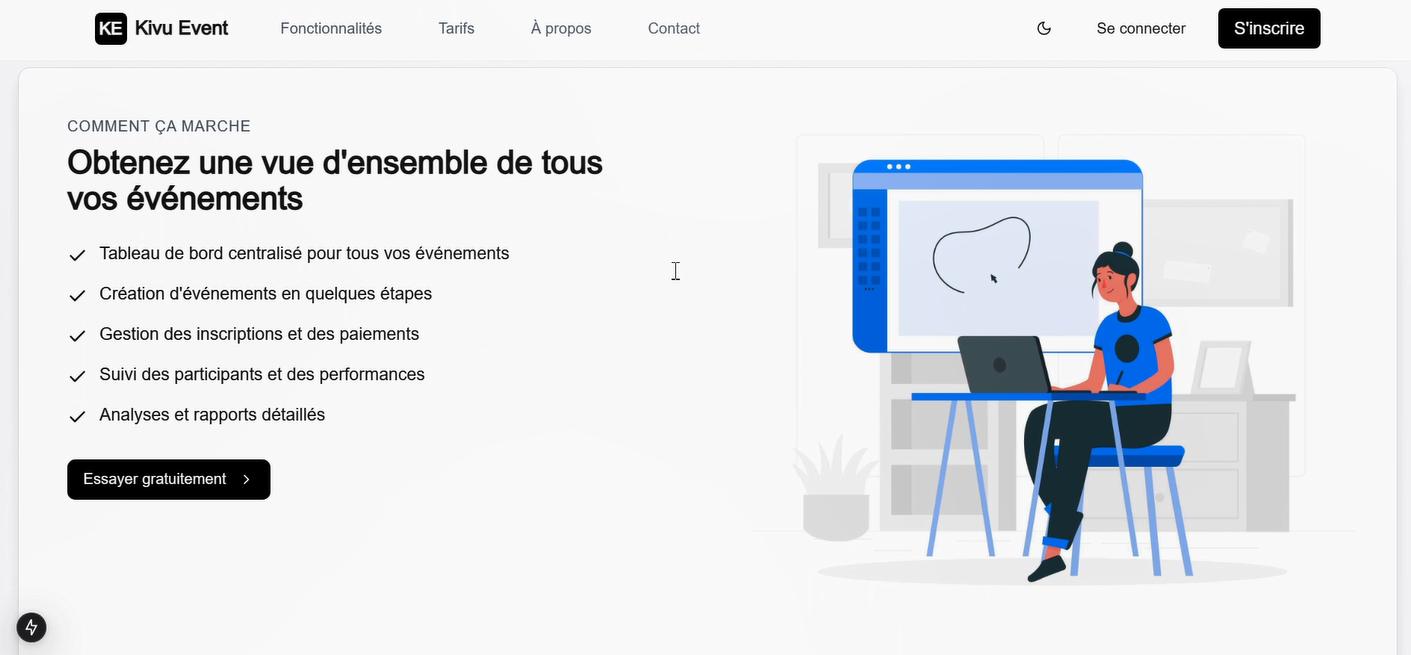 KE Kivu Event Fonctionnalités Tarifs À propos Contact Se connecter S'inscrire
COMMENT ÇA MARCHE
Obtenez une vue d'ensemble de tous
vos événements
Tableau de bord centralisé pour tous vos événements
Création d'événements en quelques étapes
Gestion des inscriptions et des paiements
Suivi des participants et des performances
Analyses et rapports détaillés
Essayer gratuitement